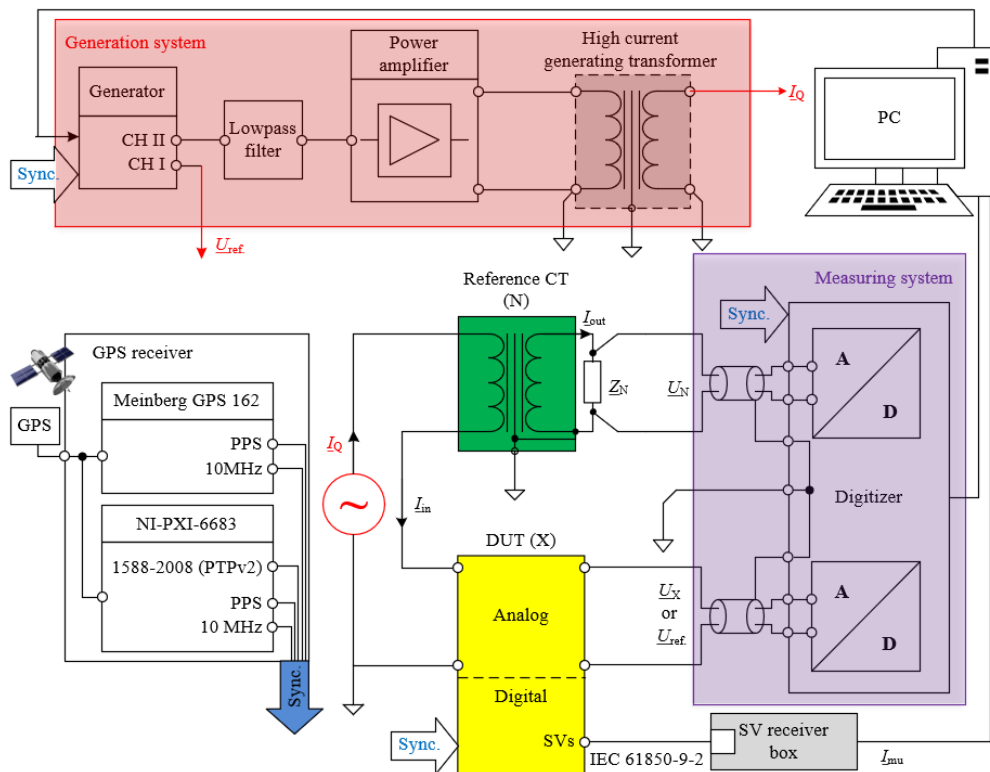 Generation system
Generator
CH II
CH I
Sync.
Lowpass
filter
Power
amplifier
High current
generating transformer
I_Q
U_ref.
PC
GPS receiver
GPS
Meinberg GPS 162
PPS
10MHz
NI-PXI-6683
1588-2008 (PTPv2)
PPS
10 MHz
Sync.
I_Q
~
Reference CT
(N)
I_out
Z_N
U_N
I_in
DUT (X)
Analog
Digital
SVs
Sync.
U_X
or
U_ref.
Measuring system
Sync.
A
D
Digitizer
A
D
IEC 61850-9-2
SV receiver
box
I_mu